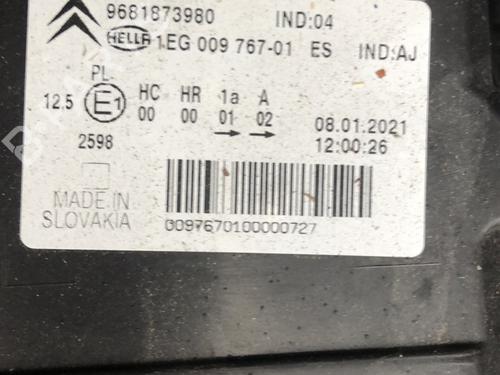 9681873980 IND:04
HELLA 1EG 009 767-01 ES IND:AJ
PL
12.5 E1 HC HR 1a A
00 00 01 02
2598
08.01.2021
12:00:26
MADE IN
SLOVAKIA
0097670100000727